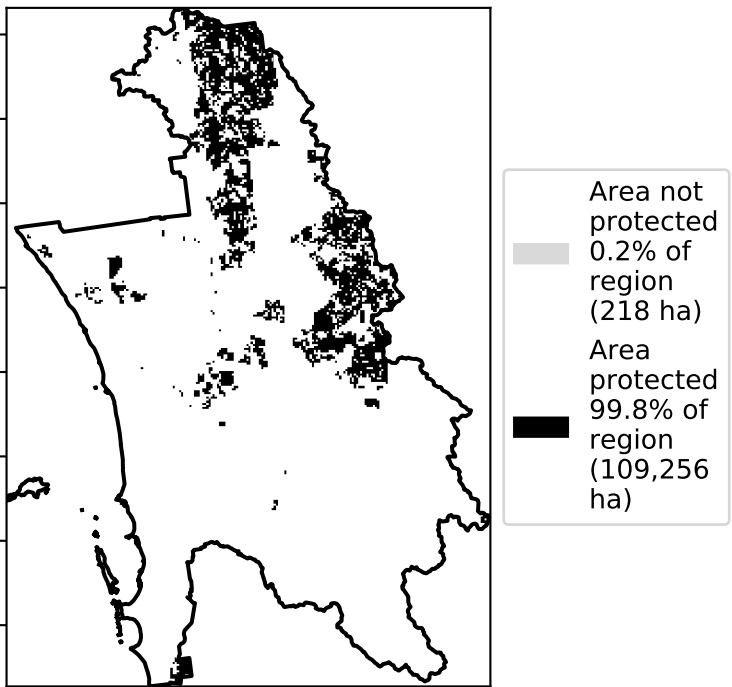 Area not
protected
0.2% of
region
(218 ha)
Area
protected
99.8% of
region
(109,256
ha)